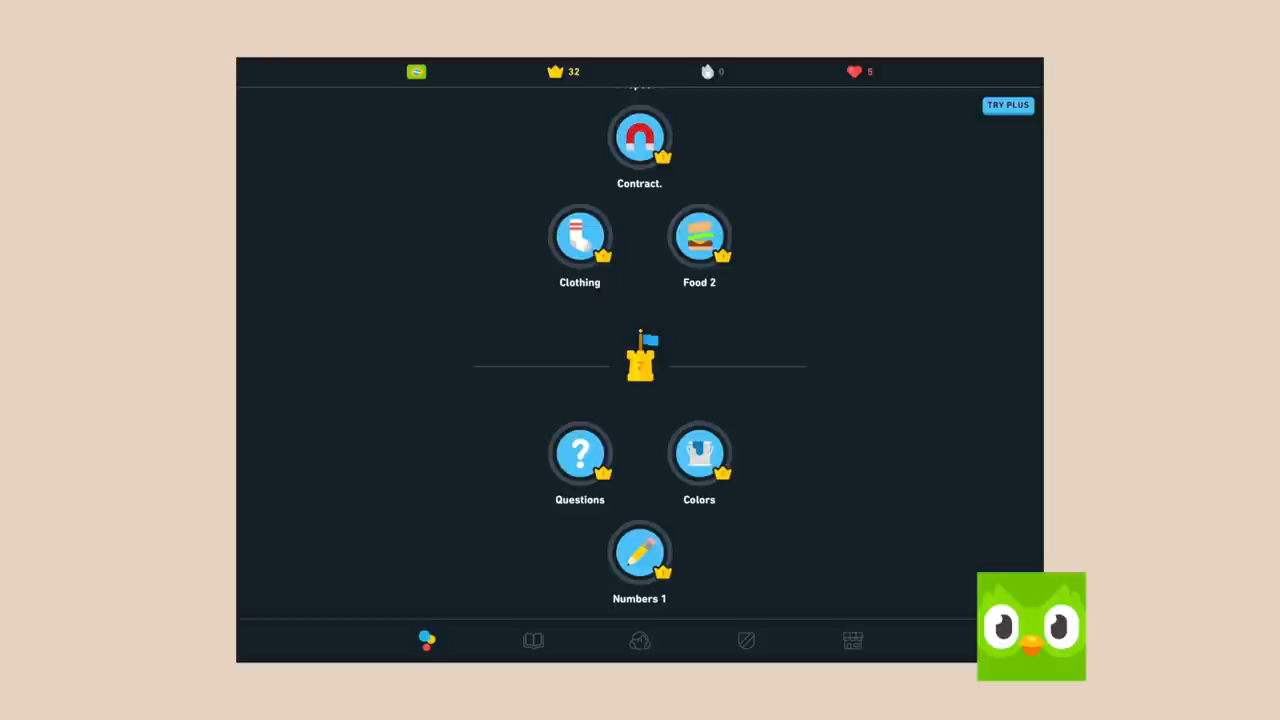 32
0
5
TRY PLUS
Contract.
Clothing
Food 2
?
Questions
Colors
Numbers 1